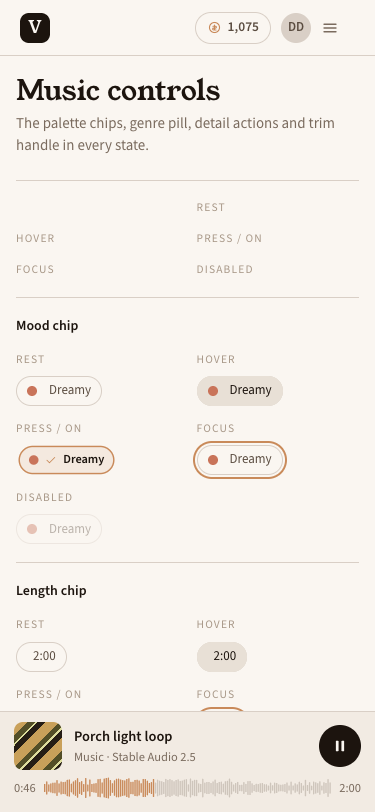 V
1,075
DD
Music controls
The palette chips, genre pill, detail actions and trim
handle in every state.
REST
HOVER
PRESS / ON
FOCUS
DISABLED
Mood chip
REST
HOVER
Dreamy
Dreamy
PRESS / ON
FOCUS
Dreamy
Dreamy
DISABLED
Dreamy
Length chip
REST
HOVER
2:00
2:00
PRESS / ON
FOCUS
Porch light loop
Music · Stable Audio 2.5
0:46
2:00